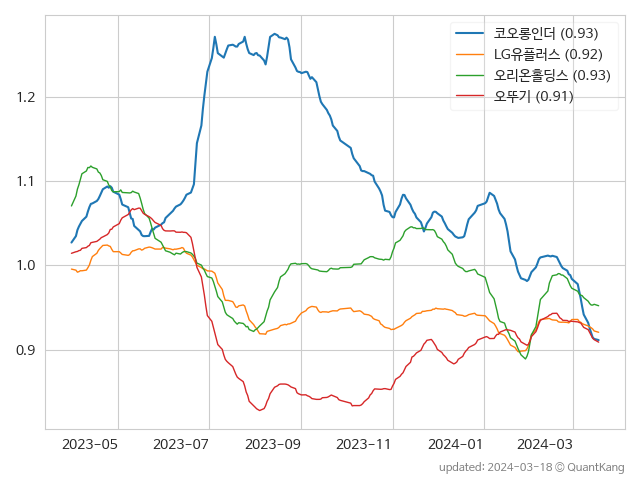 코오롱인더 (0.93)
LG유플러스 (0.92)
오리온홀딩스 (0.93)
오뚜기 (0.91)
1.2
1.1
1.0
0.9
2023-05 2023-07 2023-09 2023-11 2024-01 2024-03
updated: 2024-03-18 © QuantKang